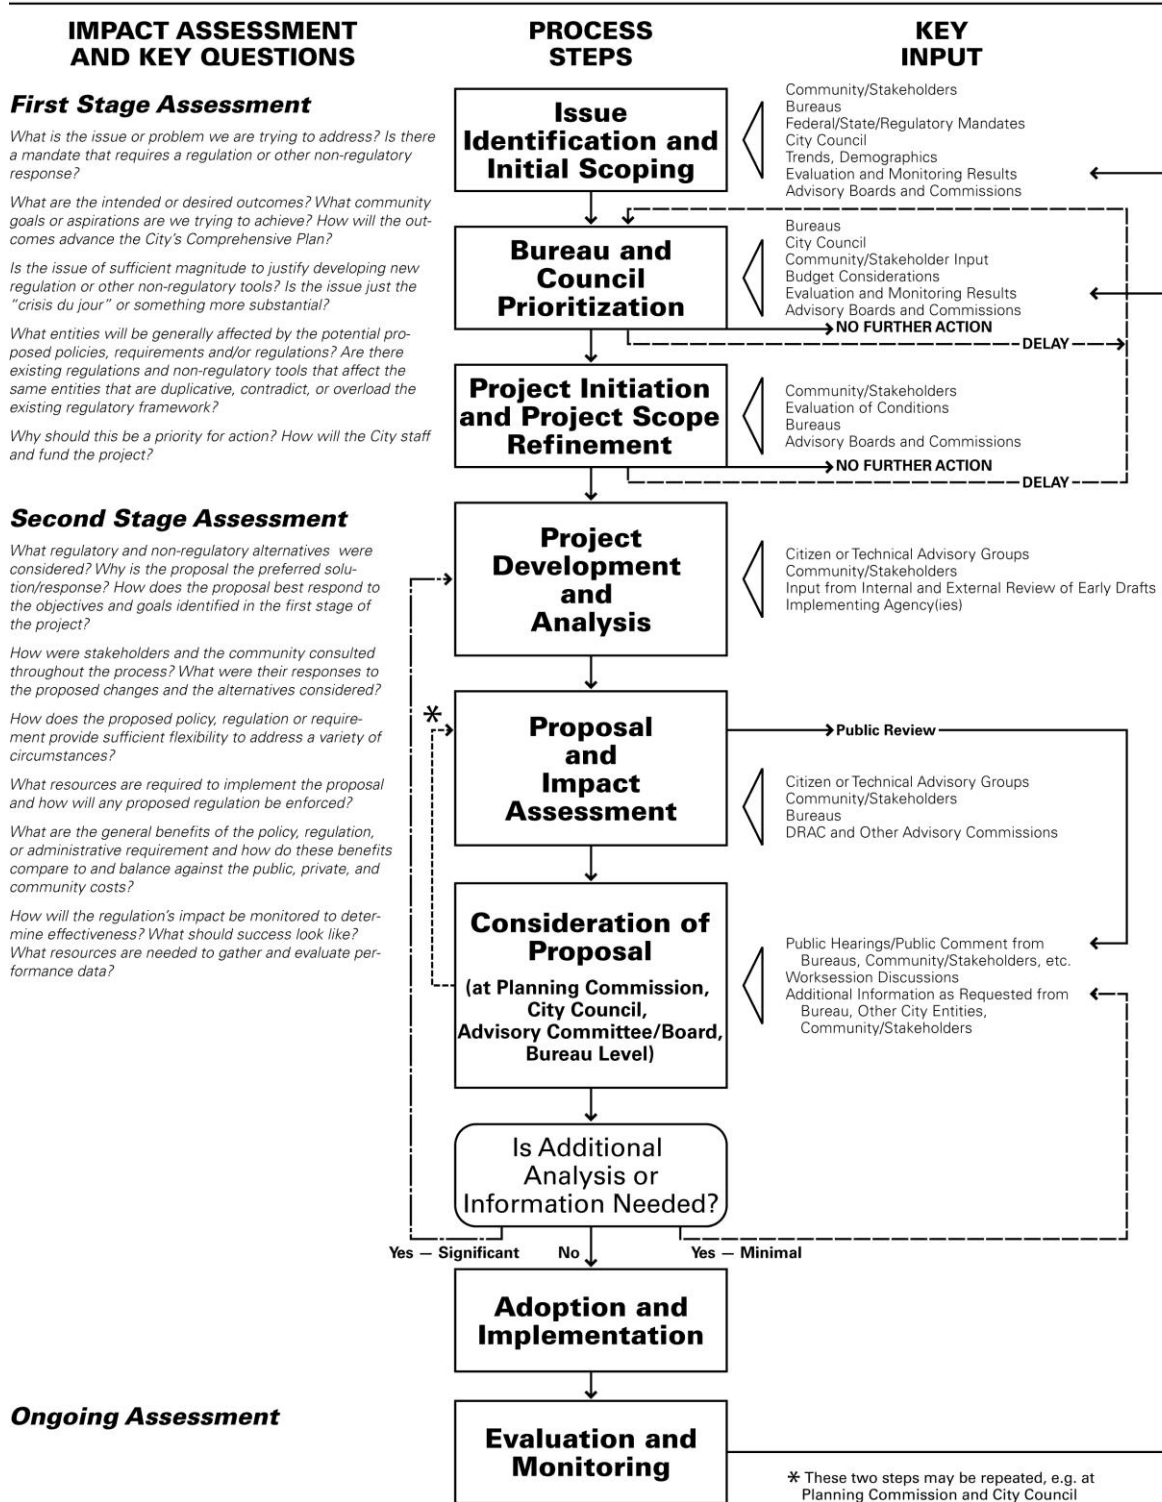 IMPACT ASSESSMENT
AND KEY QUESTIONS
PROCESS
STEPS
KEY
INPUT
First Stage Assessment
What is the issue or problem we are trying to address? Is there
a mandate that requires a regulation or other non-regulatory
response?
What are the intended or desired outcomes? What community
goals or aspirations are we trying to achieve? How will the out-
comes advance the City's Comprehensive Plan?
Is the issue of sufficient magnitude to justify developing new
regulation or other non-regulatory tools? Is the issue just the
"crisis du jour" or something more substantial?
What entities will be generally affected by the potential pro-
posed policies, requirements and/or regulations? Are there
existing regulations and non-regulatory tools that affect the
same entities that are duplicative, contradict, or overload the
existing regulatory framework?
Why should this be a priority for action? How will the City staff
and fund the project?
Issue
Identification and
Initial Scoping
Community/Stakeholders
Bureaus
Federal/State/Regulatory Mandates
City Council
Trends, Demographics
Evaluation and Monitoring Results
Advisory Boards and Commissions
Bureau and
Council
Prioritization
Bureaus
City Council
Community/Stakeholder Input
Budget Considerations
Evaluation and Monitoring Results
Advisory Boards and Commissions
NO FURTHER ACTION
DELAY
Project Initiation
and Project Scope
Refinement
Community/Stakeholders
Evaluation of Conditions
Bureaus
Advisory Boards and Commissions
NO FURTHER ACTION
DELAY
Second Stage Assessment
What regulatory and non-regulatory alternatives were
considered? Why is the proposal the preferred solu-
tion/response? How does the proposal best respond to
the objectives and goals identified in the first stage of
the project?
How were stakeholders and the community consulted
throughout the process? What were their responses to
the proposed changes and the alternatives considered?
How does the proposed policy, regulation or require-
ment provide sufficient flexibility to address a variety of
circumstances?
What resources are required to implement the proposal
and how will any proposed regulation be enforced?
What are the general benefits of the policy, regulation,
or administrative requirement and how do these benefits
compare to and balance against the public, private, and
community costs?
How will the regulation's impact be monitored to deter-
mine effectiveness? What should success look like?
What resources are needed to gather and evaluate per-
formance data?
Project
Development
and
Analysis
Citizen or Technical Advisory Groups
Community/Stakeholders
Input from Internal and External Review of Early Drafts
Implementing Agency(ies)
*
Proposal
and
Impact
Assessment
Public Review
Citizen or Technical Advisory Groups
Community/Stakeholders
Bureaus
DRAC and Other Advisory Commissions
Consideration of
Proposal
(at Planning Commission,
City Council,
Advisory Committee/Board,
Bureau Level)
Public Hearings/Public Comment from
Bureaus, Community/Stakeholders, etc.
Worksession Discussions
Additional Information as Requested from
Bureau, Other City Entities,
Community/Stakeholders
Is Additional
Analysis or
Information Needed?
Yes — Significant
No
Yes — Minimal
Adoption and
Implementation
Ongoing Assessment
Evaluation and
Monitoring
* These two steps may be repeated, e.g. at
Planning Commission and City Council